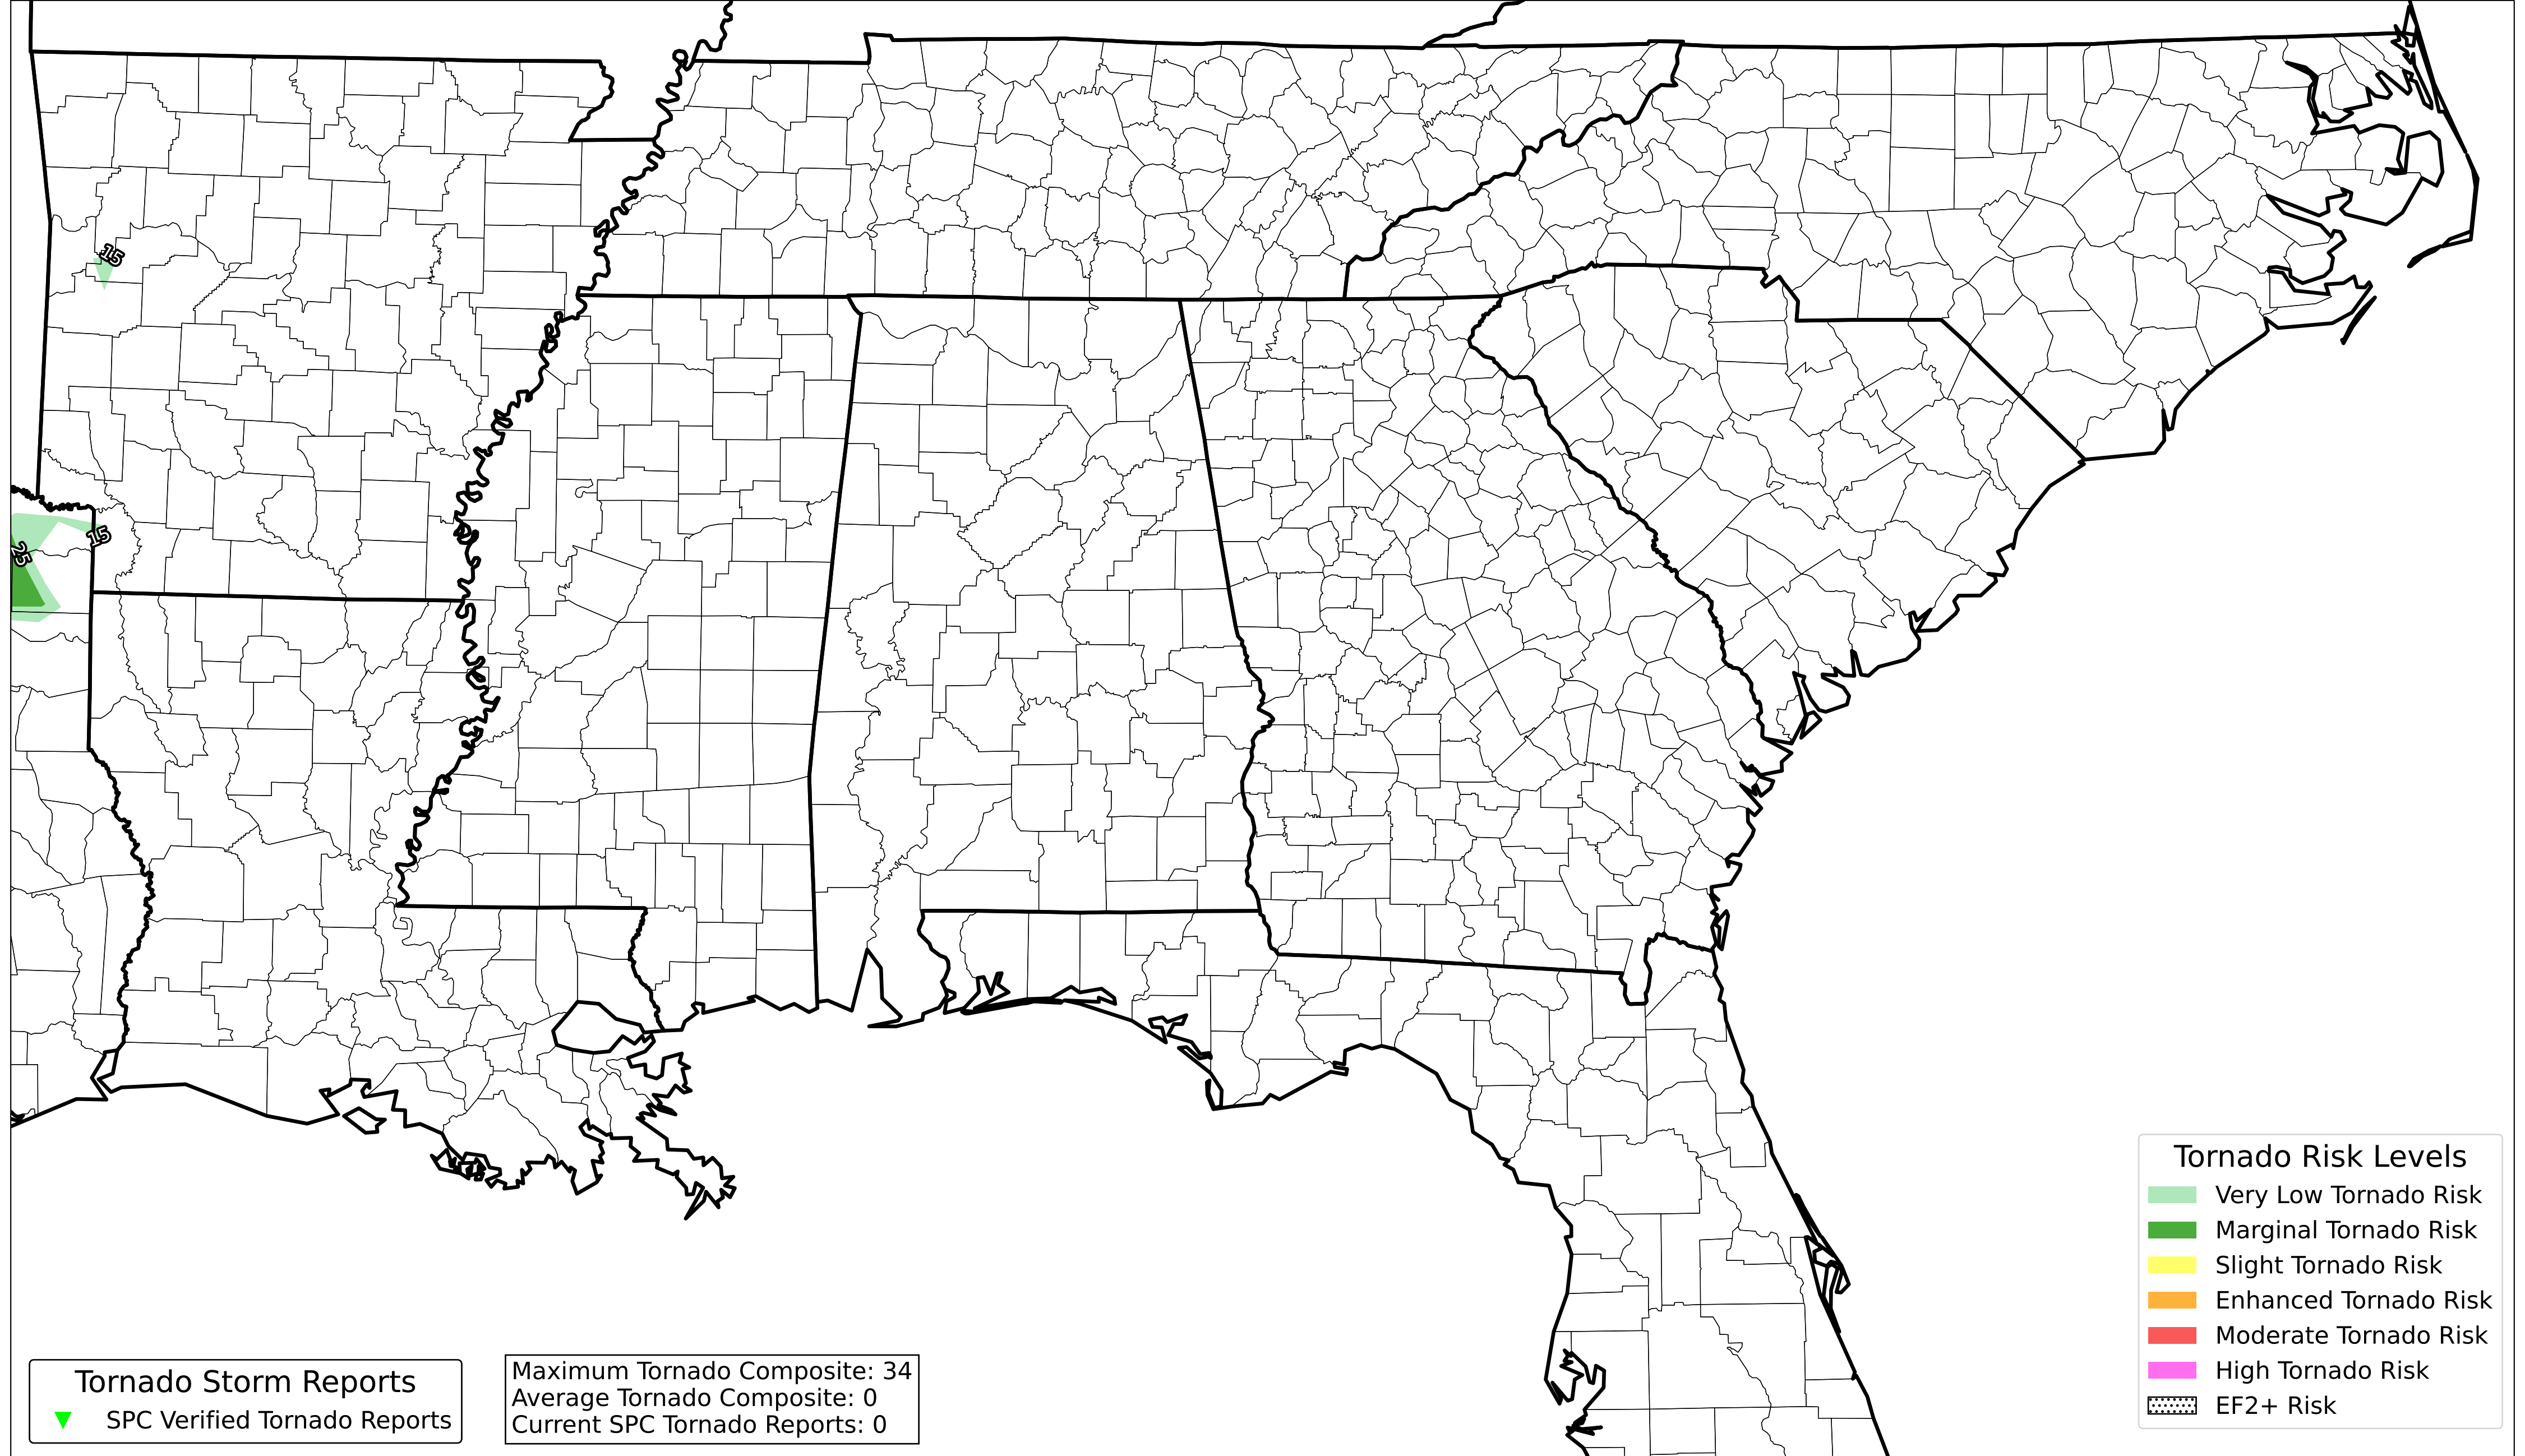 15
15
25
Tornado Risk Levels
Very Low Tornado Risk
Marginal Tornado Risk
Slight Tornado Risk
Enhanced Tornado Risk
Moderate Tornado Risk
High Tornado Risk
EF2+ Risk
Tornado Storm Reports
SPC Verified Tornado Reports
Maximum Tornado Composite: 34
Average Tornado Composite: 0
Current SPC Tornado Reports: 0